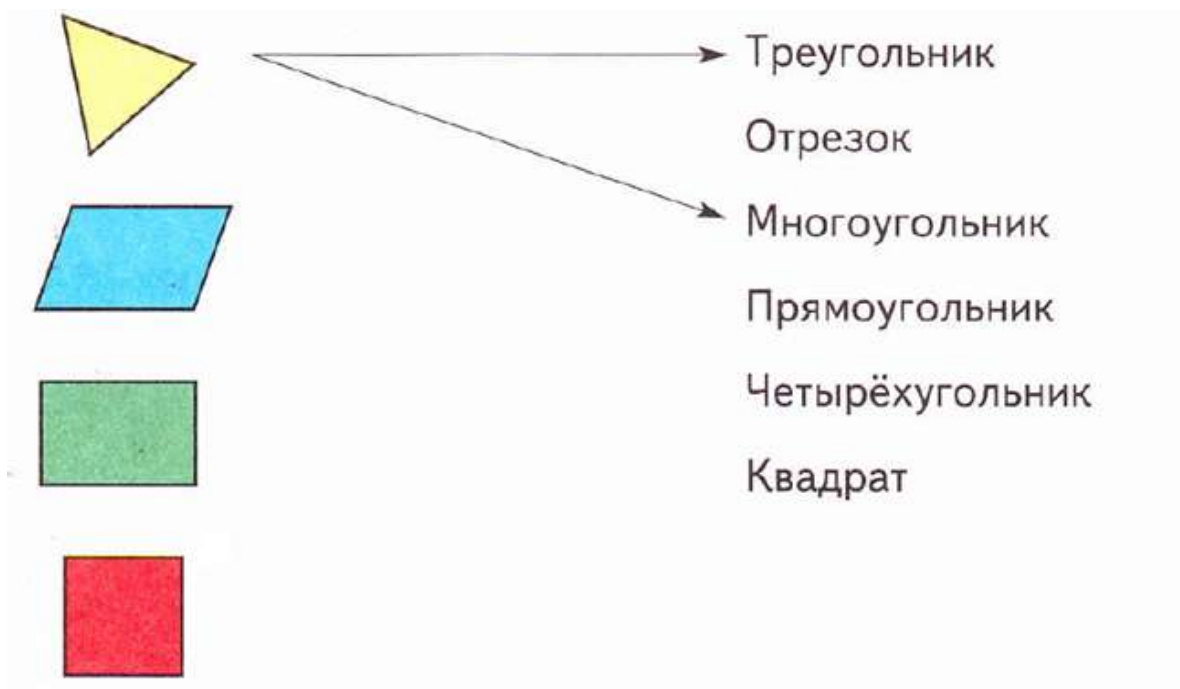 Треугольник
Отрезок
Многоугольник
Прямоугольник
Четырёхугольник
Квадрат